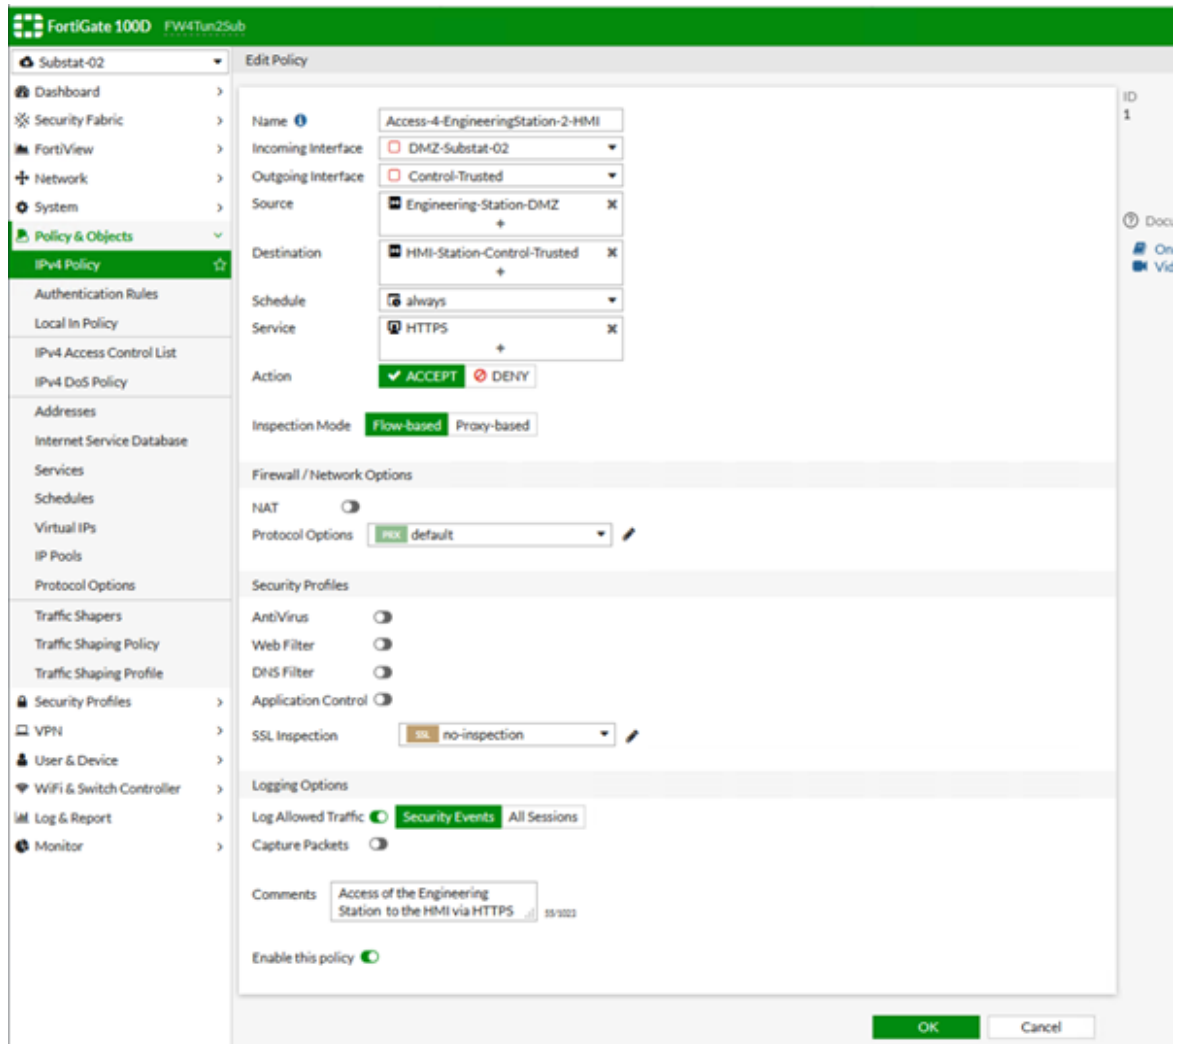 FortiGate 100D FW4Tun2Sub
Substat-02
Edit Policy
Dashboard
Security Fabric
FortiView
Network
System
Policy & Objects
IPv4 Policy
Authentication Rules
Local In Policy
IPv4 Access Control List
IPv4 DoS Policy
Addresses
Internet Service Database
Services
Schedules
Virtual IPs
IP Pools
Protocol Options
Traffic Shapers
Traffic Shaping Policy
Traffic Shaping Profile
Security Profiles
VPN
User & Device
WiFi & Switch Controller
Log & Report
Monitor
Name Access-4-EngineeringStation-2-HMI
Incoming Interface DMZ-Substat-02
Outgoing Interface Control-Trusted
Source Engineering-Station-DMZ
+
Destination HMI-Station-Control-Trusted
+
Schedule always
Service HTTPS
+
Action ACCEPT DENY
Inspection Mode Flow-based Proxy-based
Firewall / Network Options
NAT
Protocol Options PRX default
Security Profiles
AntiVirus
Web Filter
DNS Filter
Application Control
SSL Inspection SSL no-inspection
Logging Options
Log Allowed Traffic Security Events All Sessions
Capture Packets
Comments Access of the Engineering
Station to the HMI via HTTPS 55/1023
Enable this policy
OK Cancel
ID
1
Docu
On
Vid